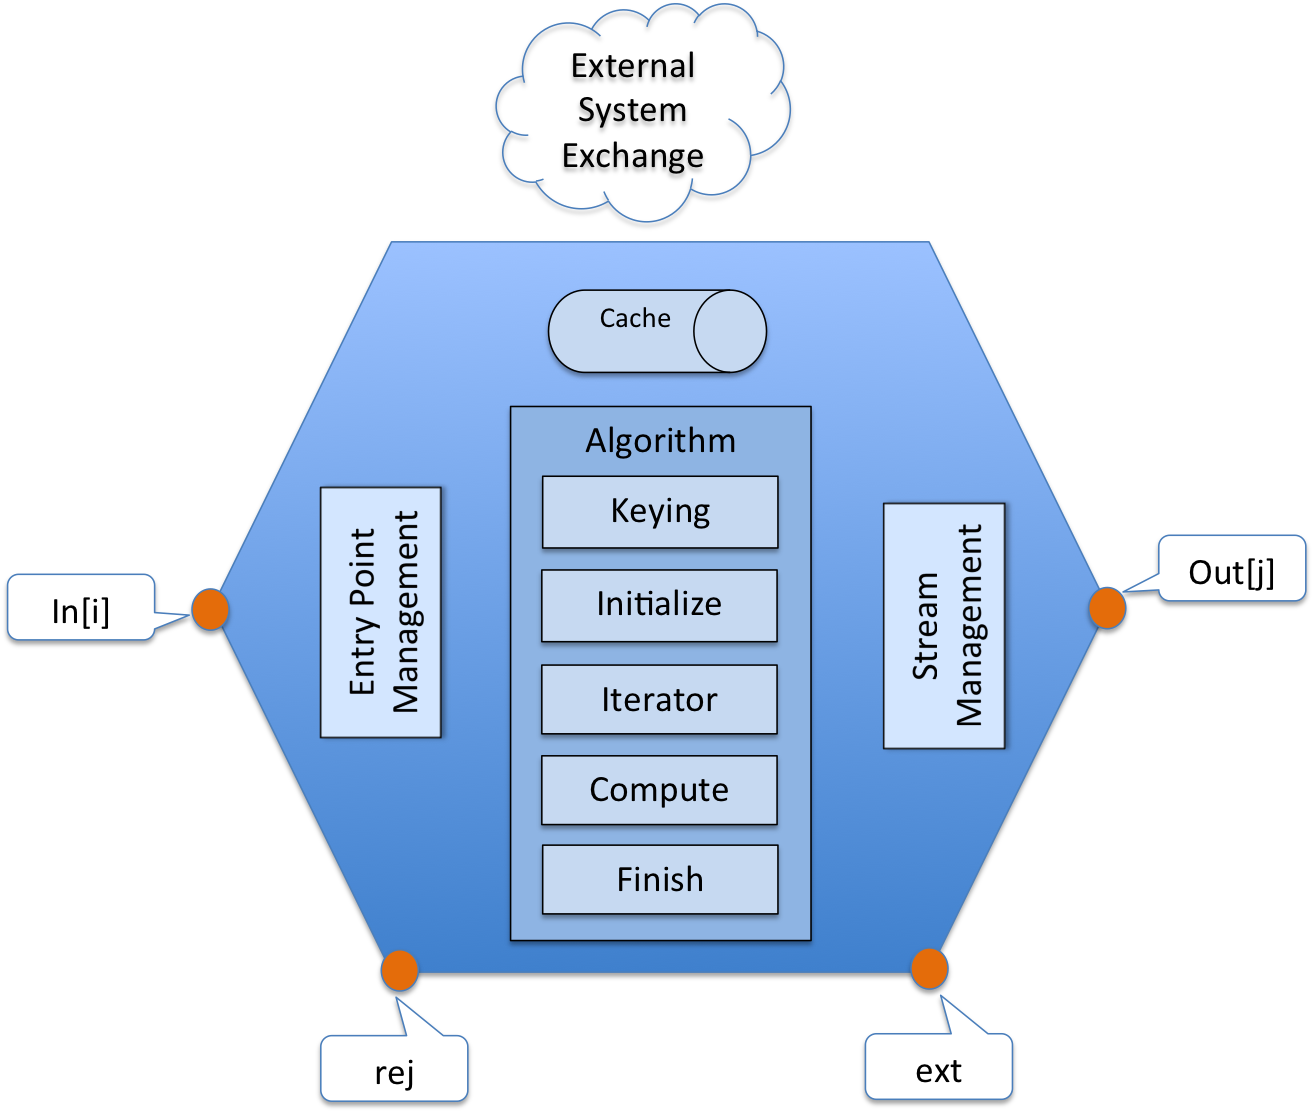 External
System
Exchange
Cache
Algorithm
Keying
Initialize
Iterator
Compute
Finish
Entry Point
Management
Stream
Management
In[i]
Out[j]
rej
ext